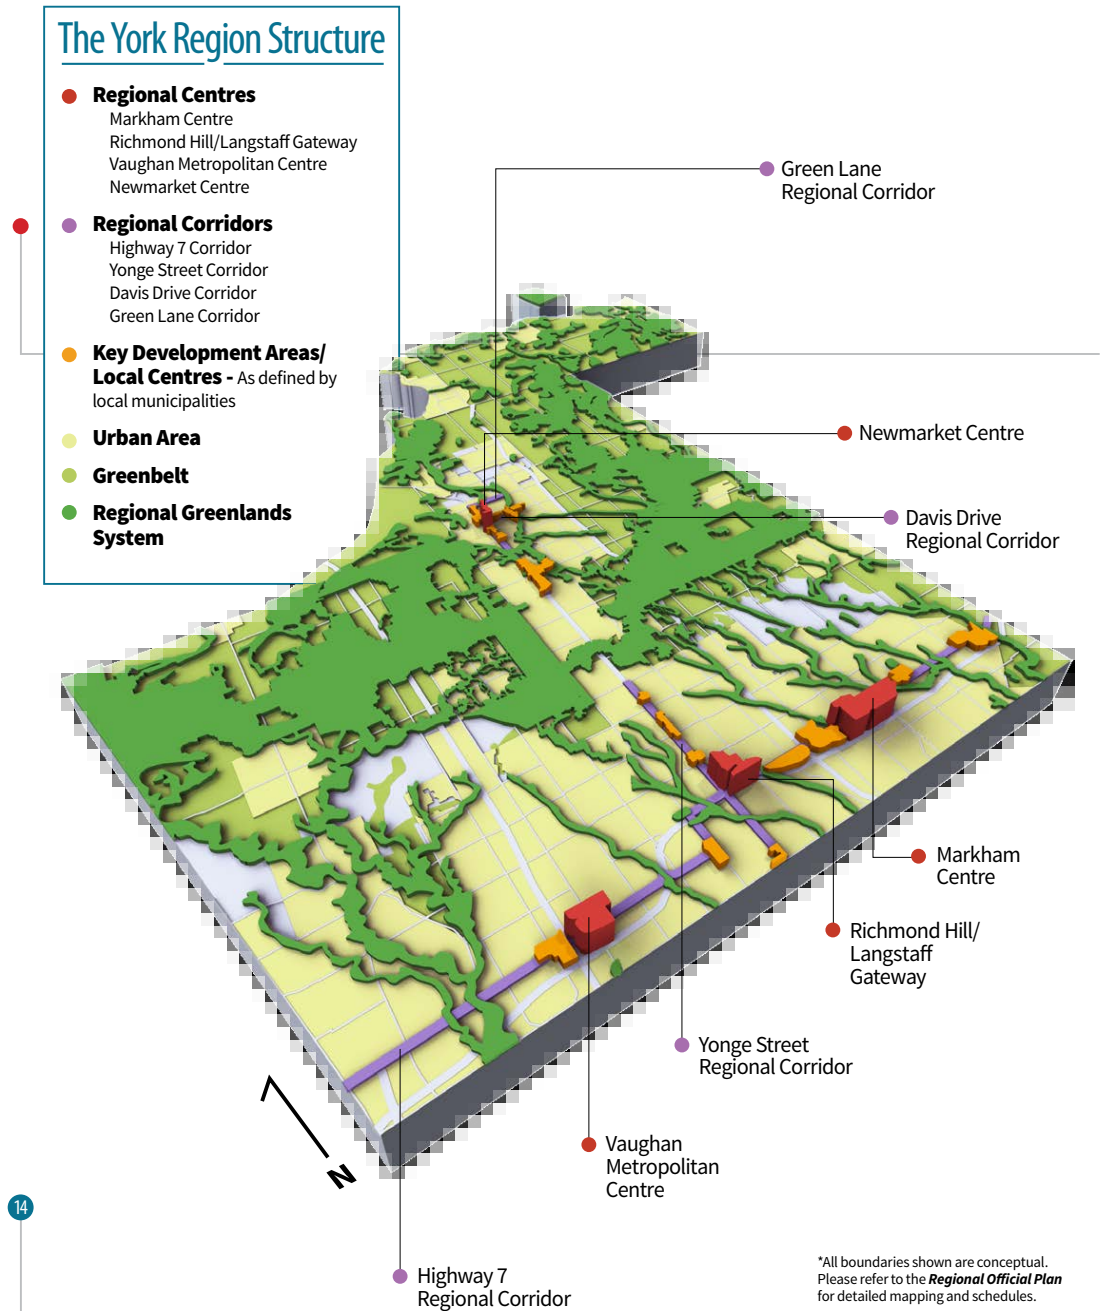 The York Region Structure
Regional Centres
Markham Centre
Richmond Hill/Langstaff Gateway
Vaughan Metropolitan Centre
Newmarket Centre
Regional Corridors
Highway 7 Corridor
Yonge Street Corridor
Davis Drive Corridor
Green Lane Corridor
Key Development Areas/
Local Centres - As defined by
local municipalities
Urban Area
Greenbelt
Regional Greenlands
System
Green Lane
Regional Corridor
Newmarket Centre
Davis Drive
Regional Corridor
Markham
Centre
Richmond Hill/
Langstaff
Gateway
Yonge Street
Regional Corridor
Vaughan
Metropolitan
Centre
N
14
Highway 7
Regional Corridor
*All boundaries shown are conceptual.
Please refer to the Regional Official Plan
for detailed mapping and schedules.